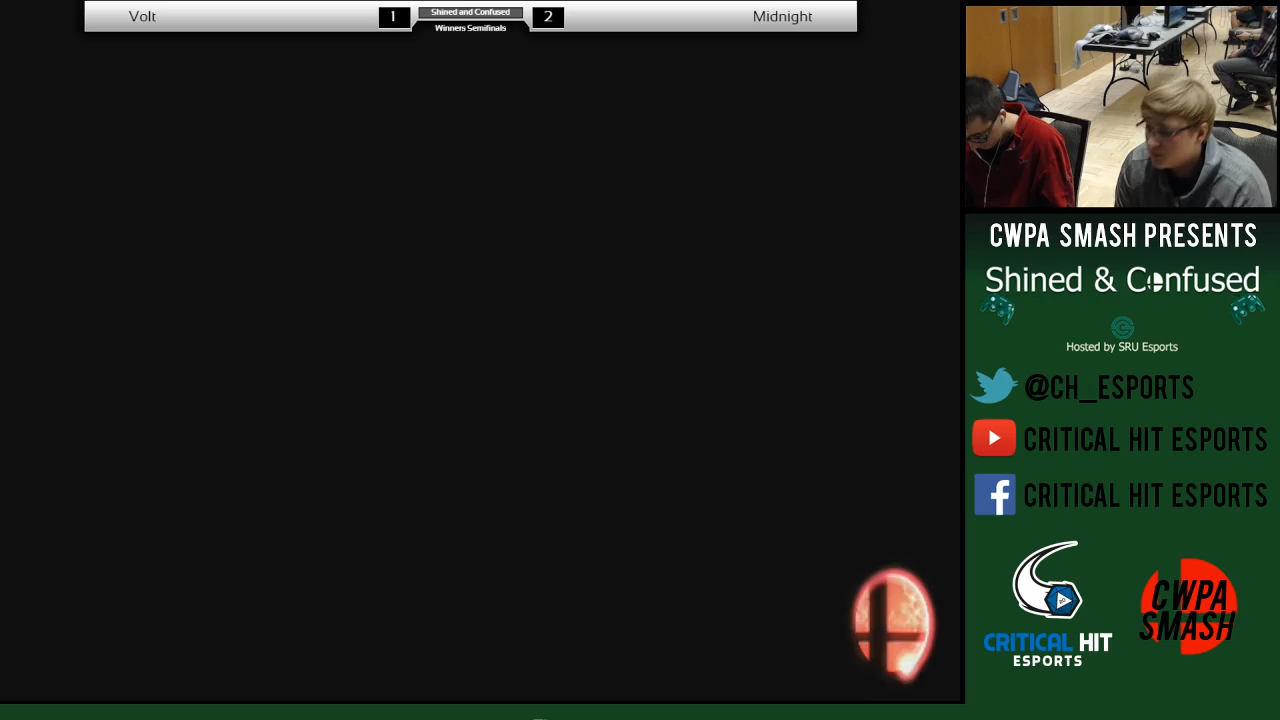 Volt
1
Shined and Confused
2
Midnight
Winners Semifinals
CWPA SMASH PRESENTS
Shined & Confused
Hosted by SRU Esports
@CH_ESPORTS
CRITICAL HIT ESPORTS
CRITICAL HIT ESPORTS
CRITICAL HIT
ESPORTS
CWPA
SMASH